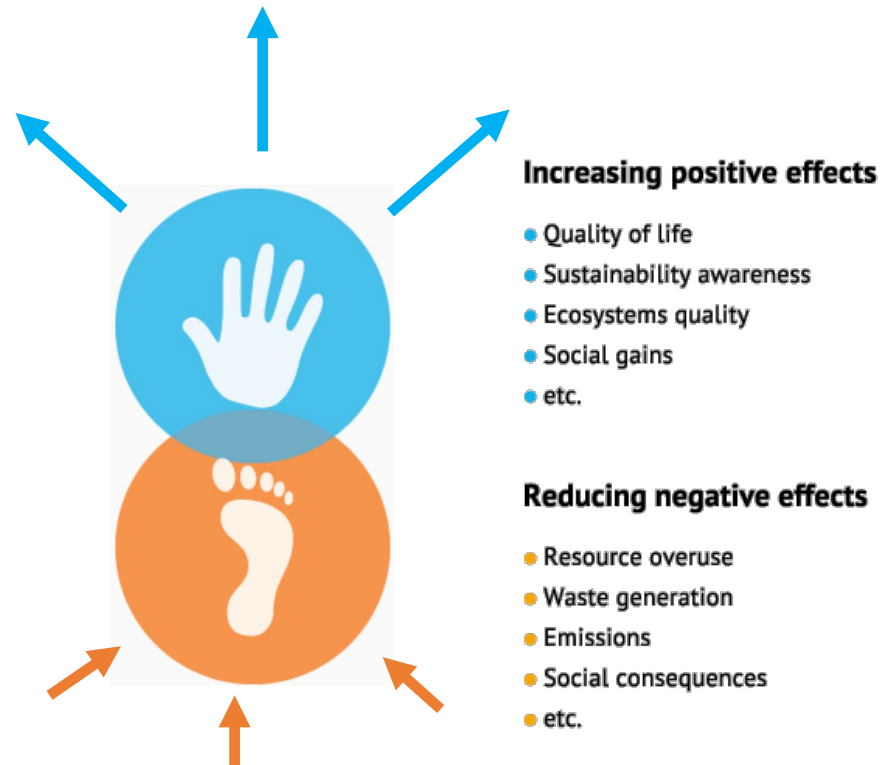 Increasing positive effects
Quality of life
Sustainability awareness
Ecosystems quality
Social gains
etc.
Reducing negative effects
Resource overuse
Waste generation
Emissions
Social consequences
etc.